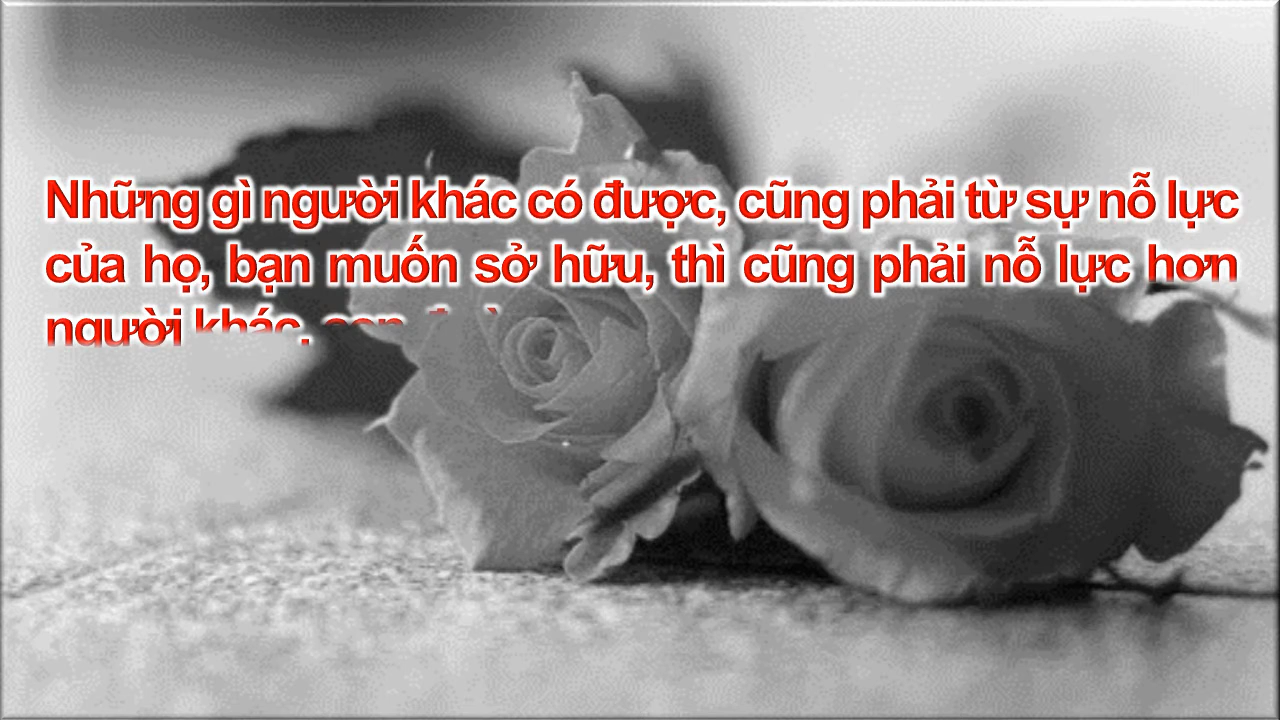 Những gì người khác có được, cũng phải từ sự nỗ lực
của họ, bạn muốn sở hữu, thì cũng phải nỗ lực hơn
người khác,